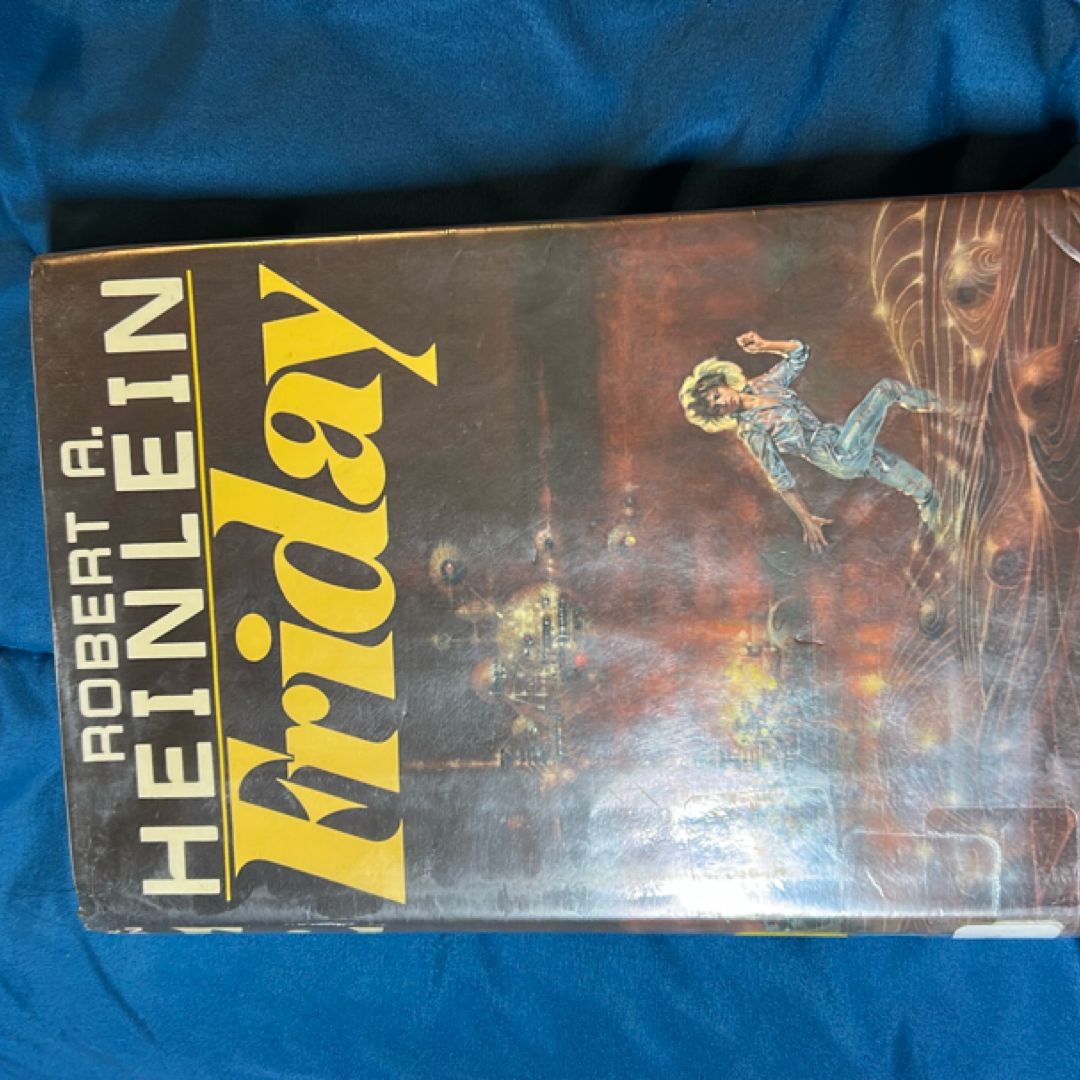 ROBERT A.
HEINLEIN
Friday